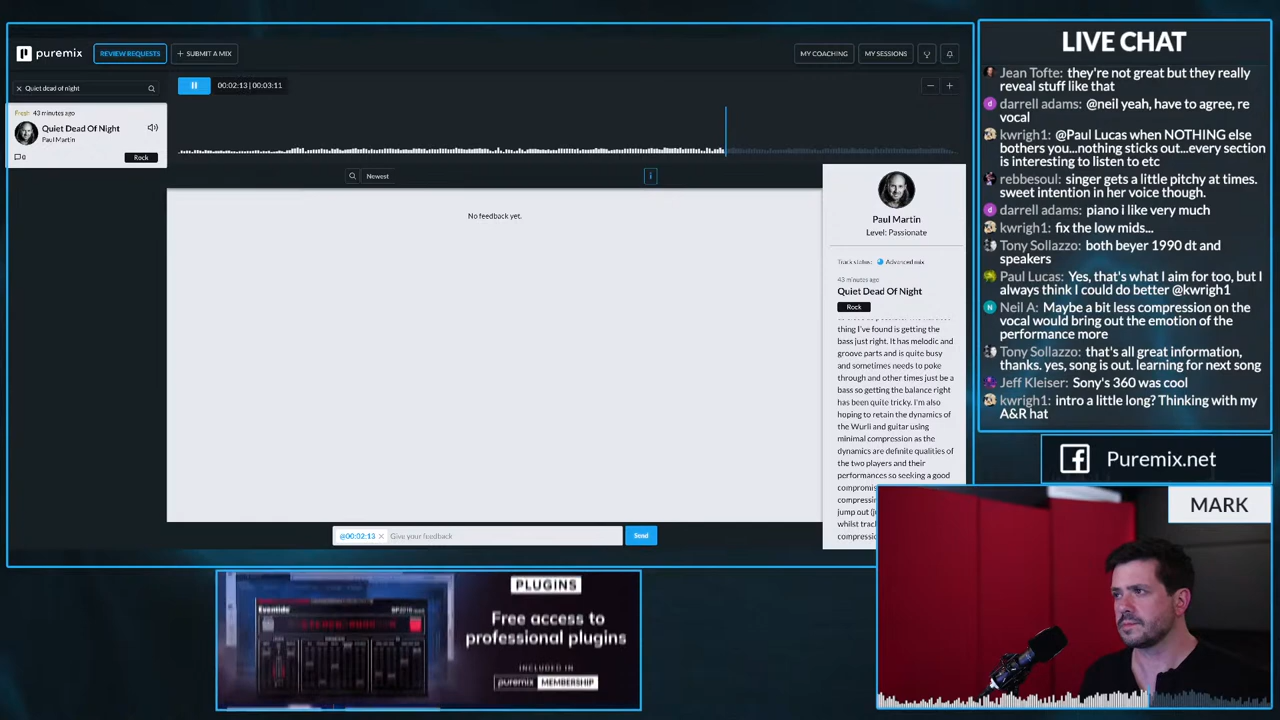 puremix
REVIEW REQUESTS
+ SUBMIT A MIX
MY COACHING
MY SESSIONS
× Quiet dead of night
00:02:13 | 00:03:11
Fresh 43 minutes ago
Quiet Dead Of Night
Paul Martin
0
Rock
Newest
i
No feedback yet.
Paul Martin
Level: Passionate
Track status: Advanced mix
43 minutes ago
Quiet Dead Of Night
Rock
thing I've found is getting the
bass just right. It has melodic and
groove parts and is quite busy
and sometimes needs to poke
through and other times just be a
bass so getting the balance right
has been quite tricky. I'm also
hoping to retain the dynamics of
the Wurli and guitar using
minimal compression as the
dynamics are definite qualities of
the two players and their
performances so seeking a good
compromis
compressin
jump out (j
whilst track
compressio
@00:02:13 × Give your feedback
Send
LIVE CHAT
Jean Tofte: they're not great but they really
reveal stuff like that
darrell adams: @neil yeah, have to agree, re
vocal
kwrigh1: @Paul Lucas when NOTHING else
bothers you...nothing sticks out...every section
is interesting to listen to etc
rebbesoul: singer gets a little pitchy at times.
sweet intention in her voice though.
darrell adams: piano i like very much
kwrigh1: fix the low mids...
Tony Sollazzo: both beyer 1990 dt and
speakers
Paul Lucas: Yes, that's what I aim for too, but I
always think I could do better @kwrigh1
Neil A: Maybe a bit less compression on the
vocal would bring out the emotion of the
performance more
Tony Sollazzo: that's all great information,
thanks. yes, song is out. learning for next song
Jeff Kleiser: Sony's 360 was cool
kwrigh1: intro a little long? Thinking with my
A&R hat
Puremix.net
MARK
Eventide
PLUGINS
Free access to
professional plugins
INCLUDED IN
puremix MEMBERSHIP